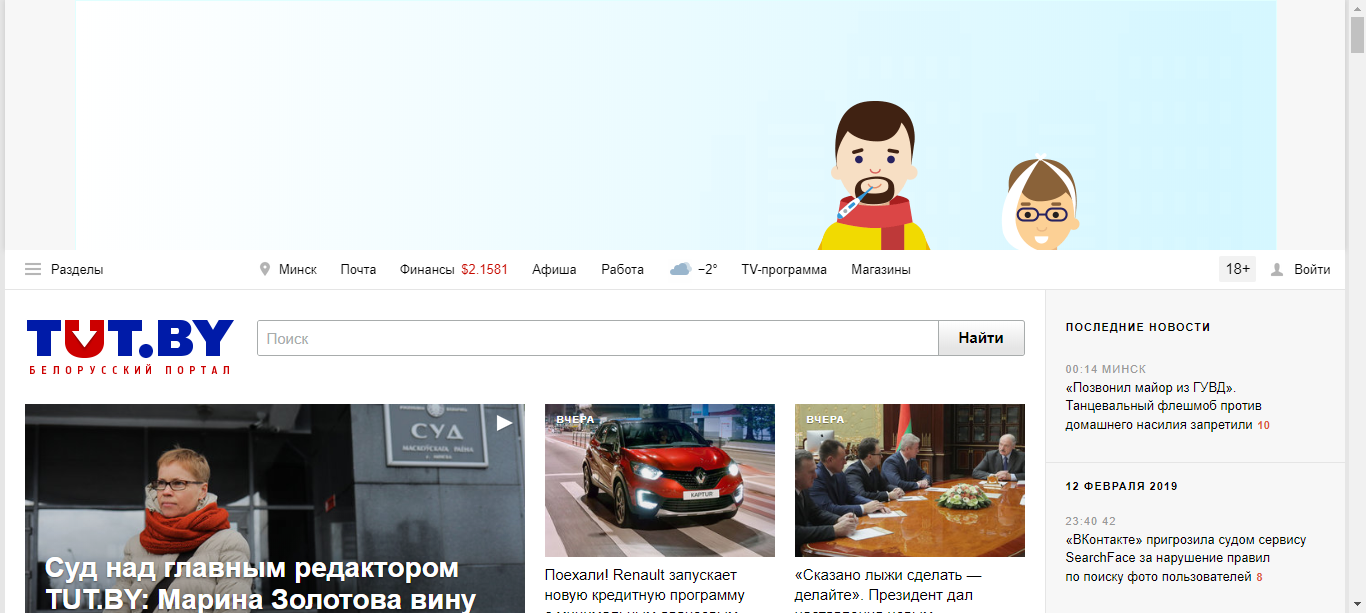 Разделы
Минск
Почта
Финансы $2.1581
Афиша
Работа
−2°
TV-программа
Магазины
18+
Войти
TUT.BY
БЕЛОРУССКИЙ ПОРТАЛ
Поиск
Найти
СУД
Суд над главным редактором
TUT.BY: Марина Золотова вину
ВЧЕРА
KAPTUR
Поехали! Renault запускает
новую кредитную программу
ВЧЕРА
«Сказано лыжи сделать —
делайте». Президент дал
ПОСЛЕДНИЕ НОВОСТИ
00:14 МИНСК
«Позвонил майор из ГУВД».
Танцевальный флешмоб против
домашнего насилия запретили 10
12 ФЕВРАЛЯ 2019
23:40 42
«ВКонтакте» пригрозила судом сервису
SearchFace за нарушение правил
по поиску фото пользователей 8